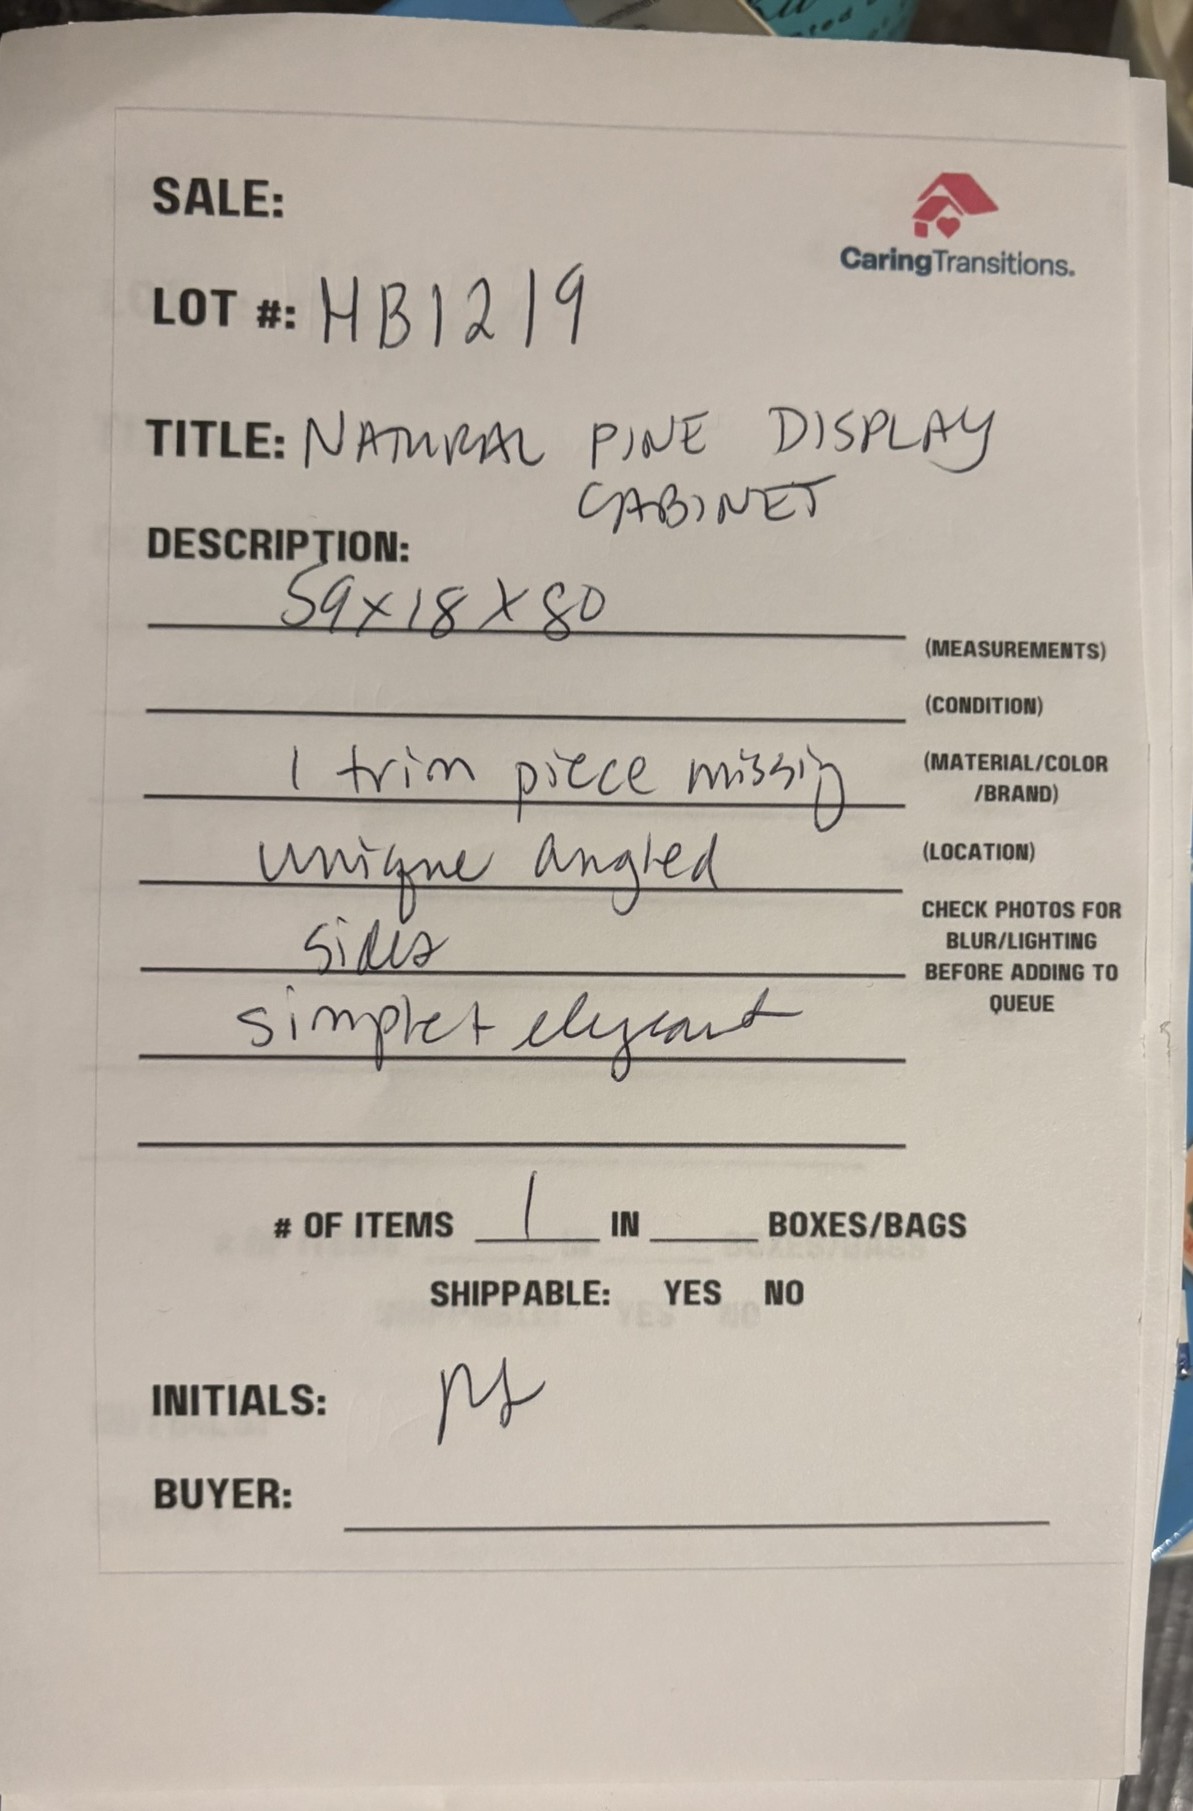 SALE:
CaringTransitions.
LOT #: HB1219
TITLE: NATURAL PINE DISPLAY
CABINET
DESCRIPTION:
59x18x80
(MEASUREMENTS)
(CONDITION)
1 trim piece missing
(MATERIAL/COLOR
/BRAND)
unique angled
(LOCATION)
CHECK PHOTOS FOR
sides
BLUR/LIGHTING
BEFORE ADDING TO
QUEUE
simple + elegant
# OF ITEMS 1 IN ____ BOXES/BAGS
SHIPPABLE: YES NO
INITIALS:
BUYER: